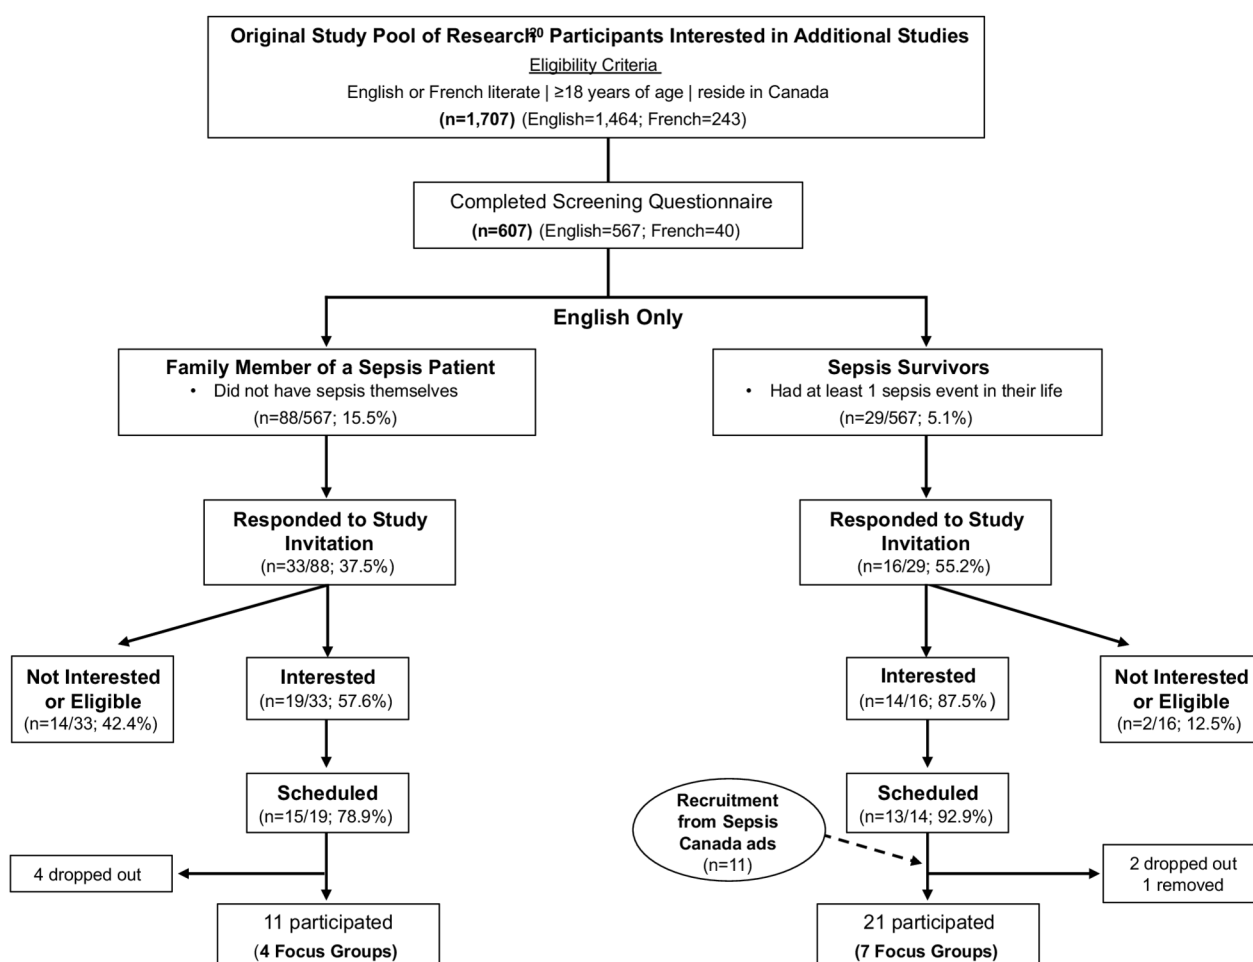 Original Study Pool of Research²⁰ Participants Interested in Additional Studies
Eligibility Criteria
English or French literate | ≥18 years of age | reside in Canada
(n=1,707) (English=1,464; French=243)
Completed Screening Questionnaire
(n=607) (English=567; French=40)
English Only
Family Member of a Sepsis Patient
• Did not have sepsis themselves
(n=88/567; 15.5%)
Sepsis Survivors
• Had at least 1 sepsis event in their life
(n=29/567; 5.1%)
Responded to Study
Invitation
(n=33/88; 37.5%)
Responded to Study
Invitation
(n=16/29; 55.2%)
Not Interested
or Eligible
(n=14/33; 42.4%)
Interested
(n=19/33; 57.6%)
Interested
(n=14/16; 87.5%)
Not Interested
or Eligible
(n=2/16; 12.5%)
Scheduled
(n=15/19; 78.9%)
Recruitment
from Sepsis
Canada ads
(n=11)
Scheduled
(n=13/14; 92.9%)
4 dropped out
2 dropped out
1 removed
11 participated
(4 Focus Groups)
21 participated
(7 Focus Groups)